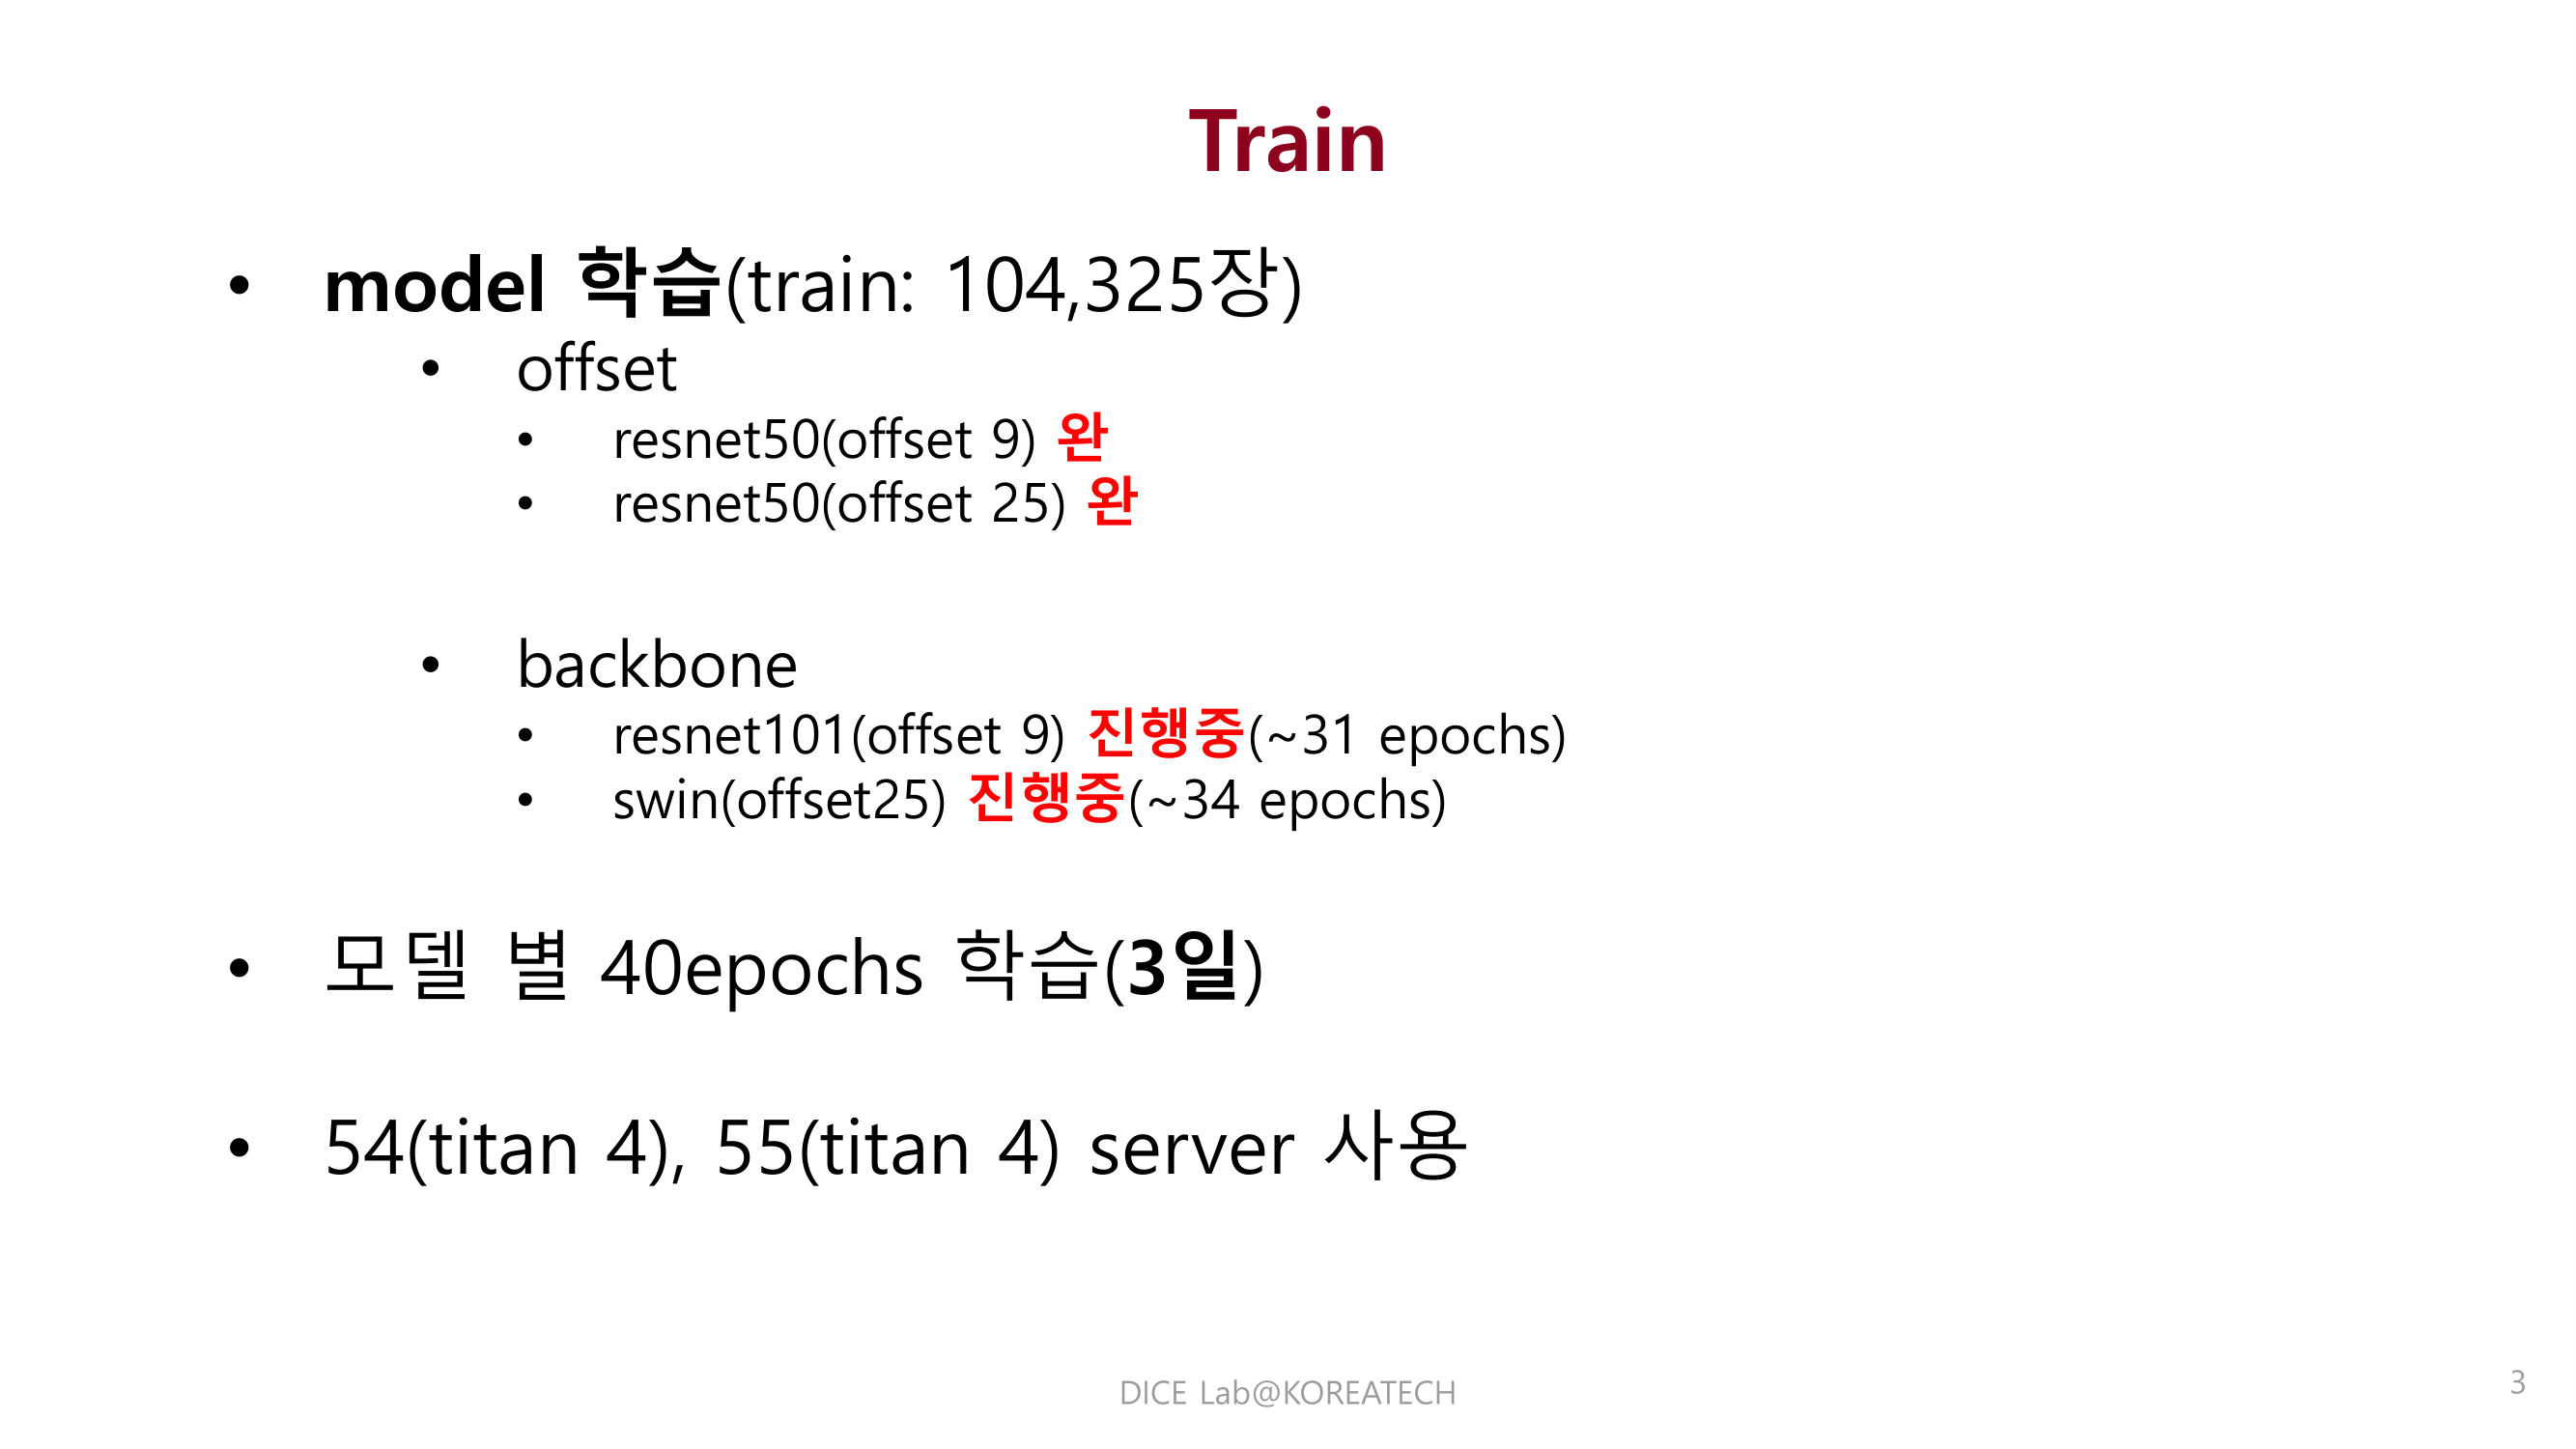 Train
• model 학습(train: 104,325장)
• offset
• resnet50(offset 9) 완
• resnet50(offset 25) 완
• backbone
• resnet101(offset 9) 진행중(~31 epochs)
• swin(offset25) 진행중(~34 epochs)
• 모델 별 40epochs 학습(3일)
• 54(titan 4), 55(titan 4) server 사용
DICE Lab@KOREATECH
3